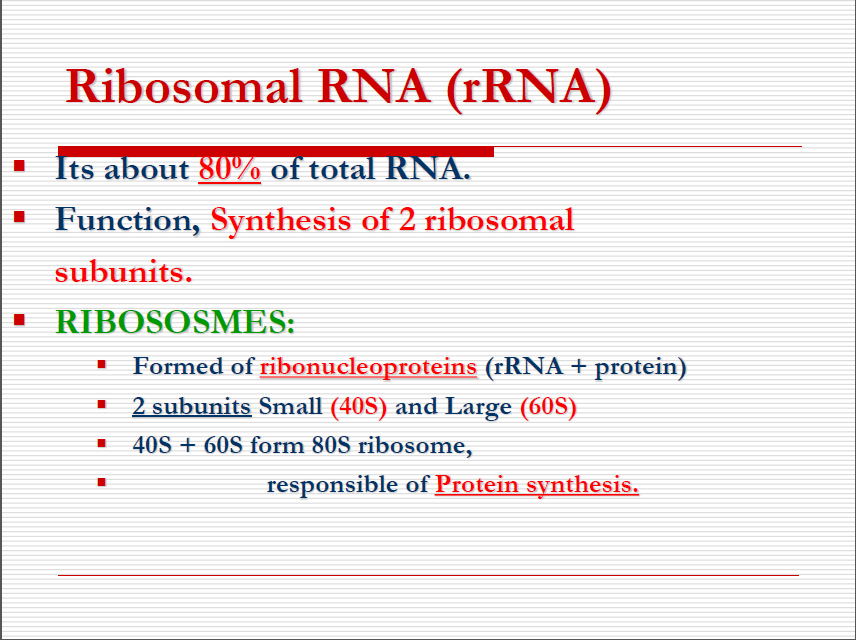 Ribosomal RNA (rRNA)
Its about 80% of total RNA.
Function, Synthesis of 2 ribosomal
subunits.
RIBOSOSMES:
Formed of ribonucleoproteins (rRNA + protein)
2 subunits Small (40S) and Large (60S)
40S + 60S form 80S ribosome,
responsible of Protein synthesis.